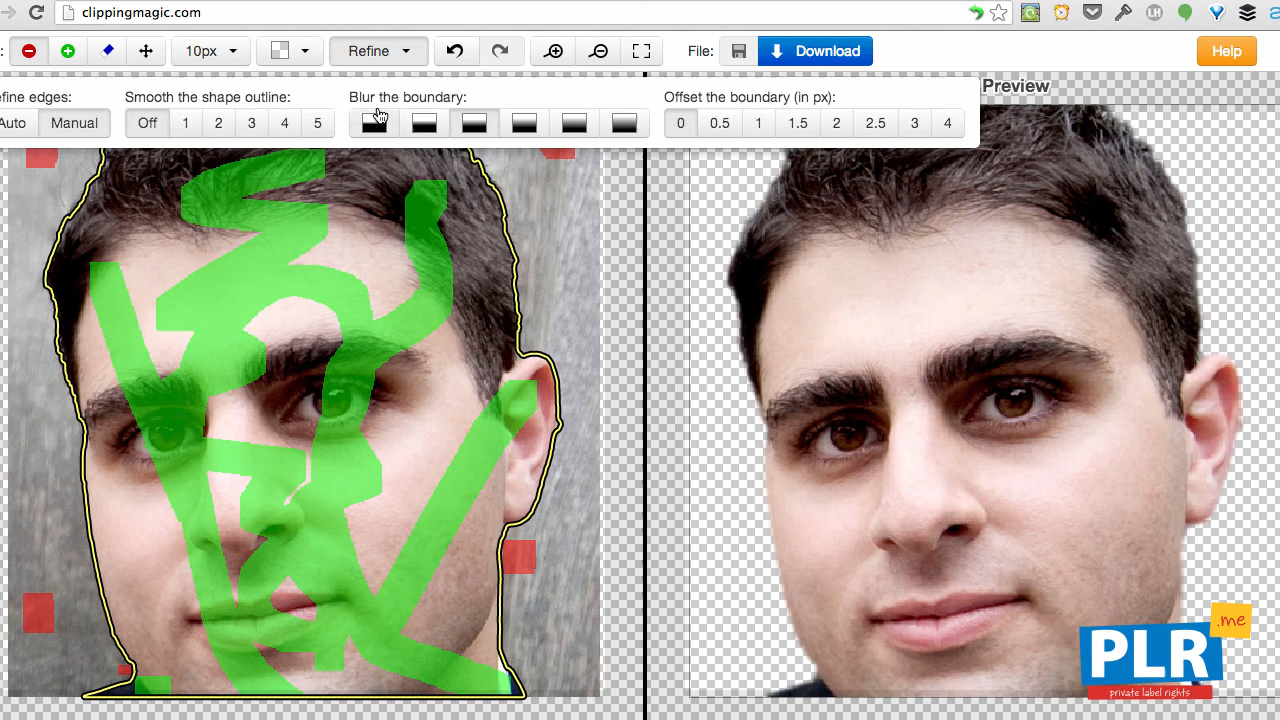 clippingmagic.com
LH
: 10px Refine File: Download Help
efine edges: Smooth the shape outline: Blur the boundary: Offset the boundary (in px): Preview
Auto Manual Off 1 2 3 4 5 0 0.5 1 1.5 2 2.5 3 4
.me
PLR
private label rights